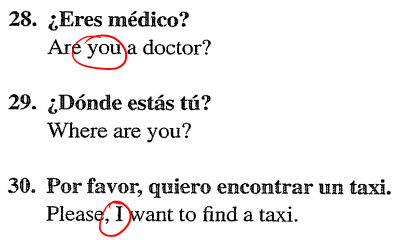 28. ¿Eres médico?
Are you a doctor?
29. ¿Dónde estás tú?
Where are you?
30. Por favor, quiero encontrar un taxi.
Please, I want to find a taxi.